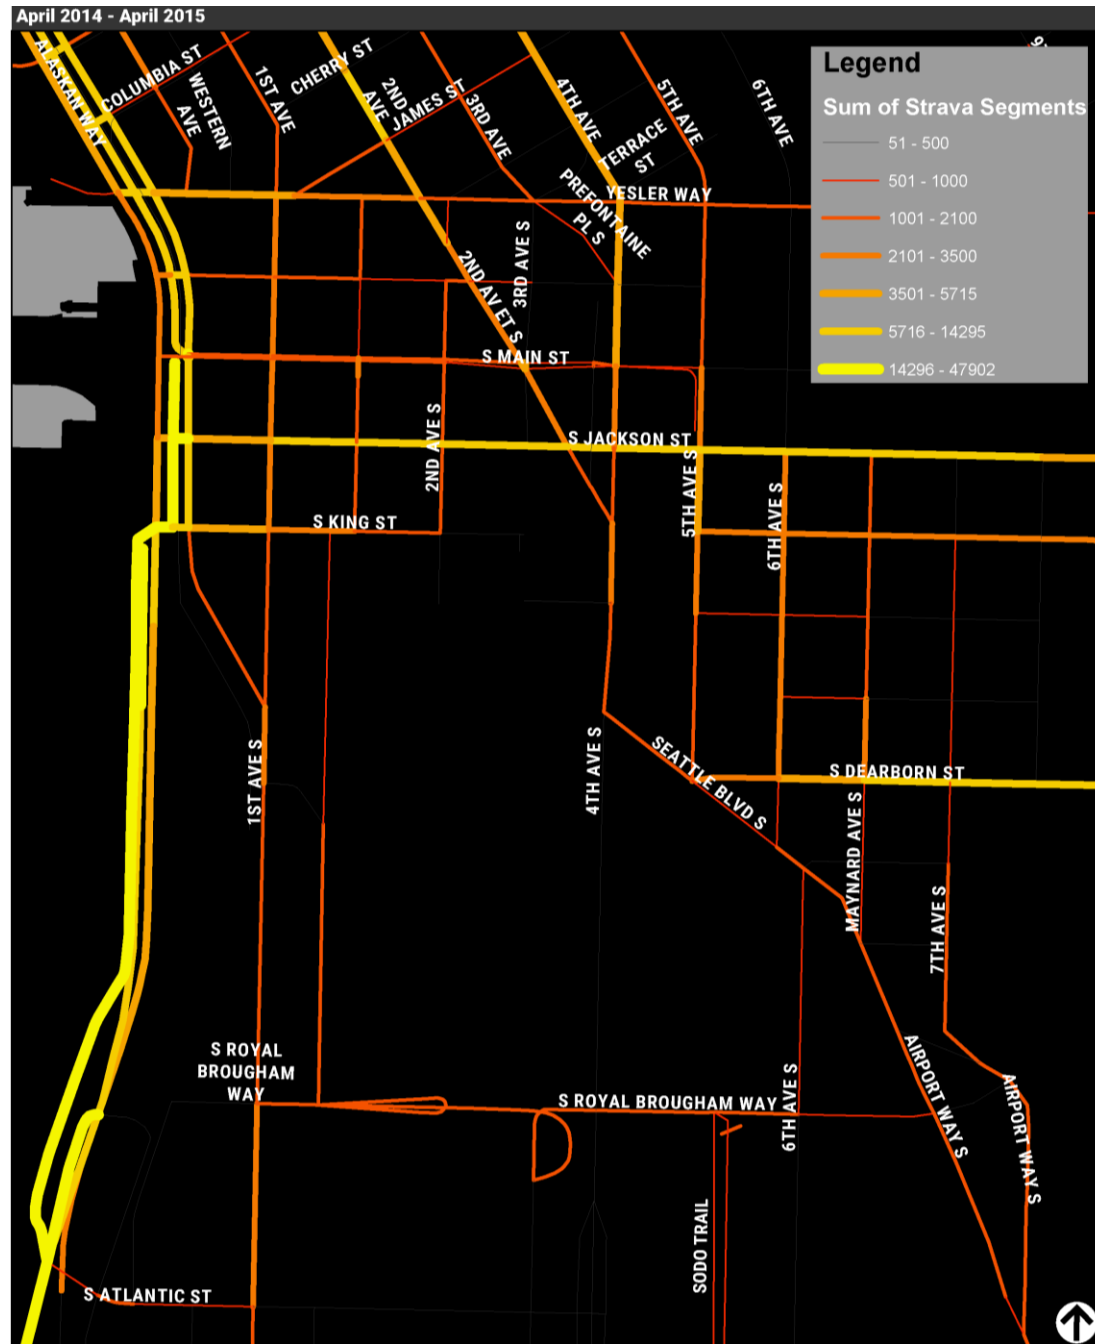 April 2014 - April 2015
Legend
Sum of Strava Segments
51 - 500
501 - 1000
1001 - 2100
2101 - 3500
3501 - 5715
5716 - 14295
14296 - 47902
ALASKAN WAY
COLUMBIA ST
WESTERN
AVE
1ST AVE
CHERRY ST
2ND
AVE
JAMES ST
3RD AVE
4TH AVE
TERRACE
ST
5TH AVE
6TH AVE
YESLER WAY
PREFONTAINE
PL S
2ND AV ET S
3RD AVE S
S MAIN ST
S JACKSON ST
2ND AVE S
5TH AVE S
6TH AVE S
S KING ST
1ST AVE S
4TH AVE S
SEATTLE BLVD S
S DEARBORN ST
MAYNARD AVE S
7TH AVE S
S ROYAL
BROUGHAM
WAY
S ROYAL BROUGHAM WAY
6TH AVE S
AIRPORT WAY S
AIRPORT WAY S
SODO TRAIL
S ATLANTIC ST